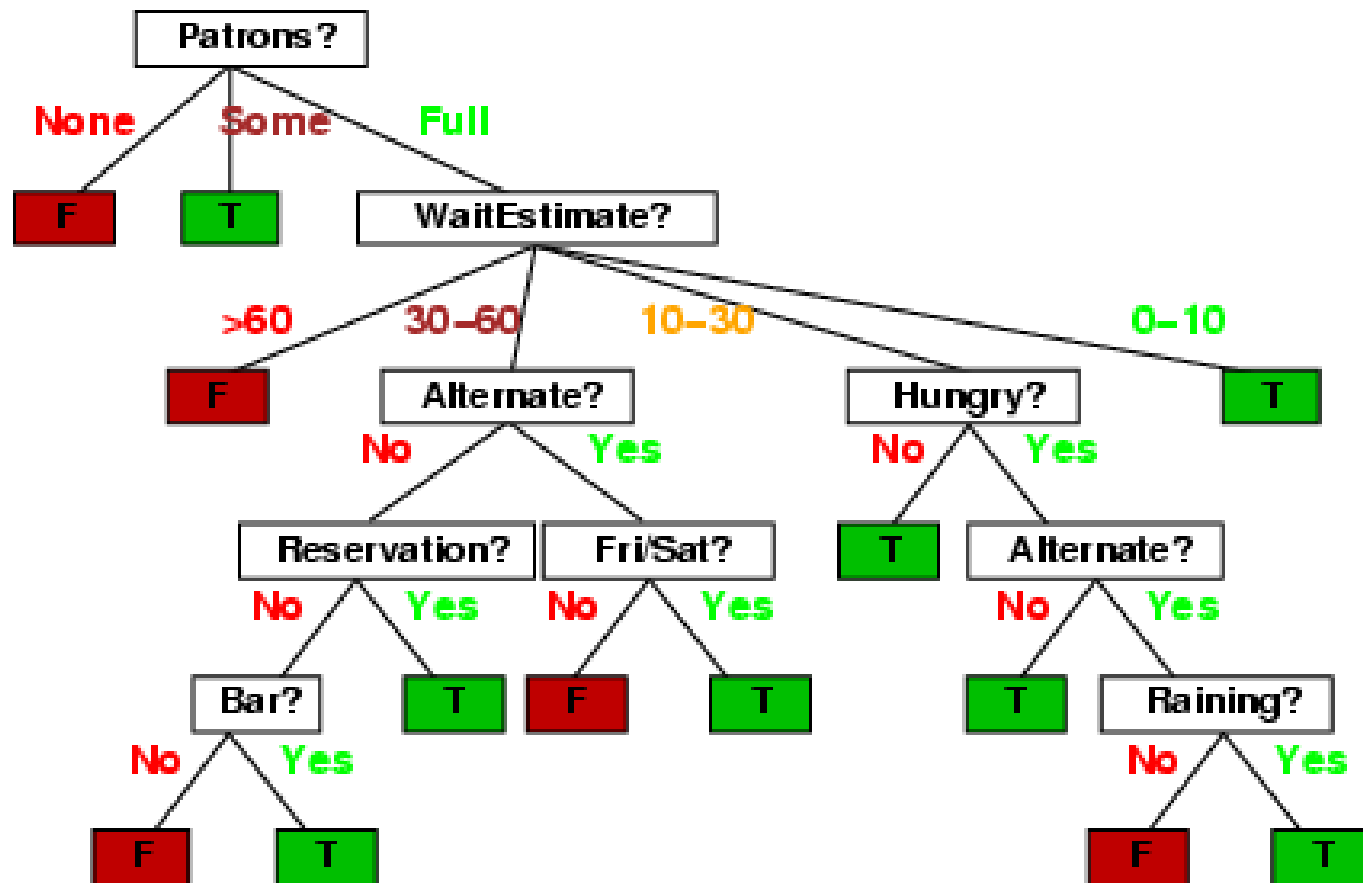 Patrons?
None Some Full
F T WaitEstimate?
>60 30–60 10–30 0–10
F Alternate? Hungry? T
No Yes No Yes
Reservation? Fri/Sat? T Alternate?
No Yes No Yes No Yes
Bar? T F T T Raining?
No Yes No Yes
F T F T